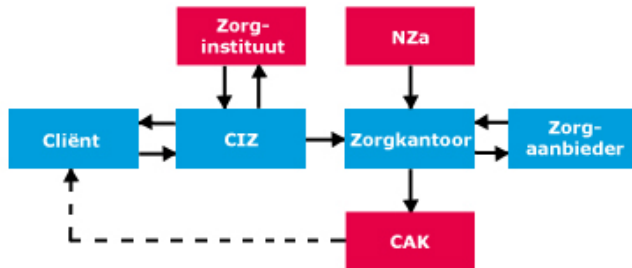 Zorg-
instituut
NZa
Cliënt
CIZ
Zorgkantoor
Zorg-
aanbieder
CAK